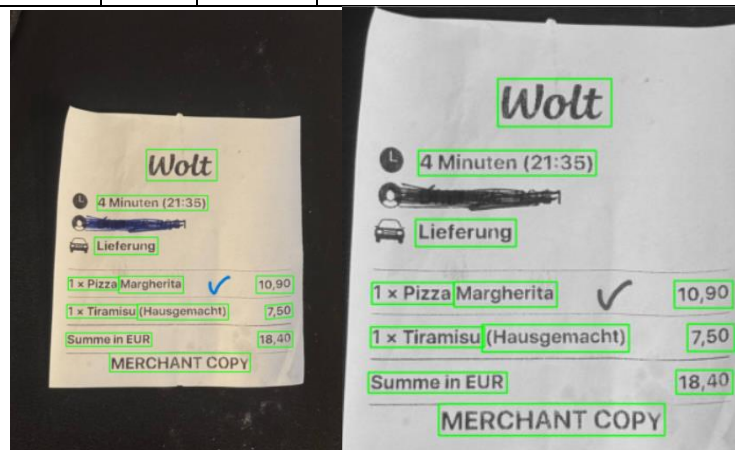 Wolt
4 Minuten (21:35)
Lieferung
1 × Pizza Margherita 10,90
1 × Tiramisu (Hausgemacht) 7,50
Summe in EUR 18,40
MERCHANT COPY
Wolt
4 Minuten (21:35)
Lieferung
1 × Pizza Margherita 10,90
1 × Tiramisu (Hausgemacht) 7,50
Summe in EUR 18,40
MERCHANT COPY